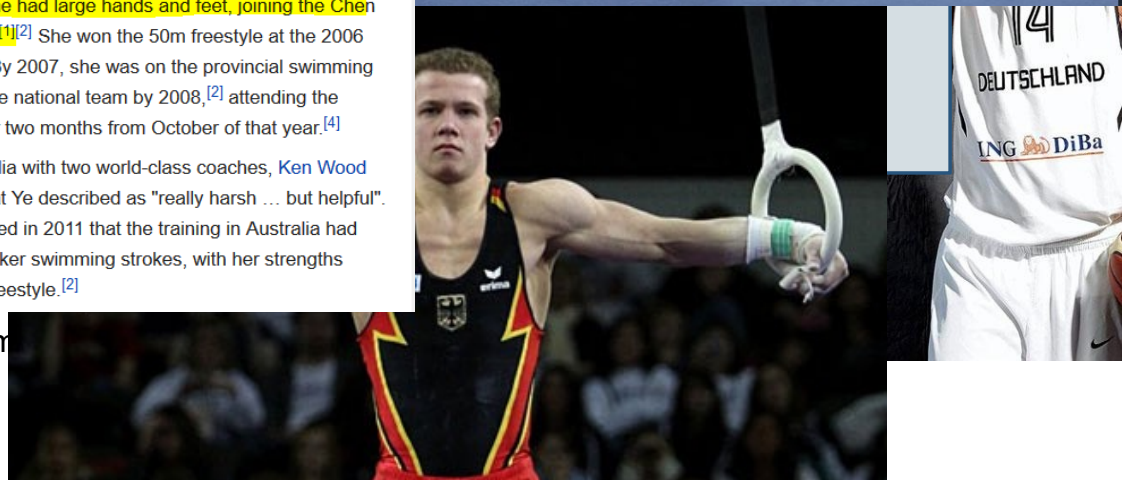 e had large hands and feet, joining the Chen
[1][2] She won the 50m freestyle at the 2006
By 2007, she was on the provincial swimming
e national team by 2008,[2] attending the
two months from October of that year.[4]
lia with two world-class coaches, Ken Wood
t Ye described as "really harsh … but helpful".
ed in 2011 that the training in Australia had
ker swimming strokes, with her strengths
eestyle.[2]
m
erima
14
DEUTSCHLAND
ING DiBa